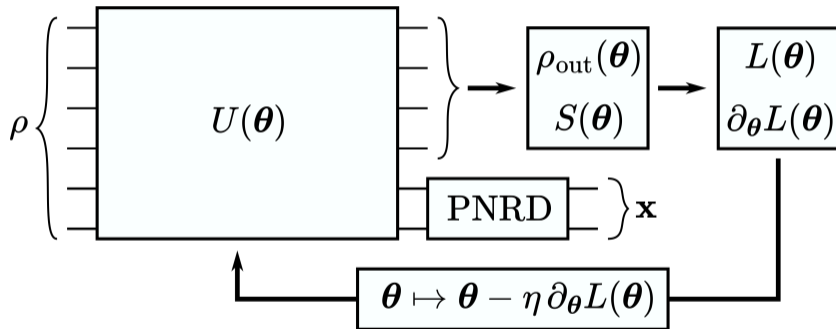 ρ
U(θ)
ρ_out(θ)
S(θ)
L(θ)
∂_θ L(θ)
PNRD
x
θ ↦ θ − η ∂_θ L(θ)